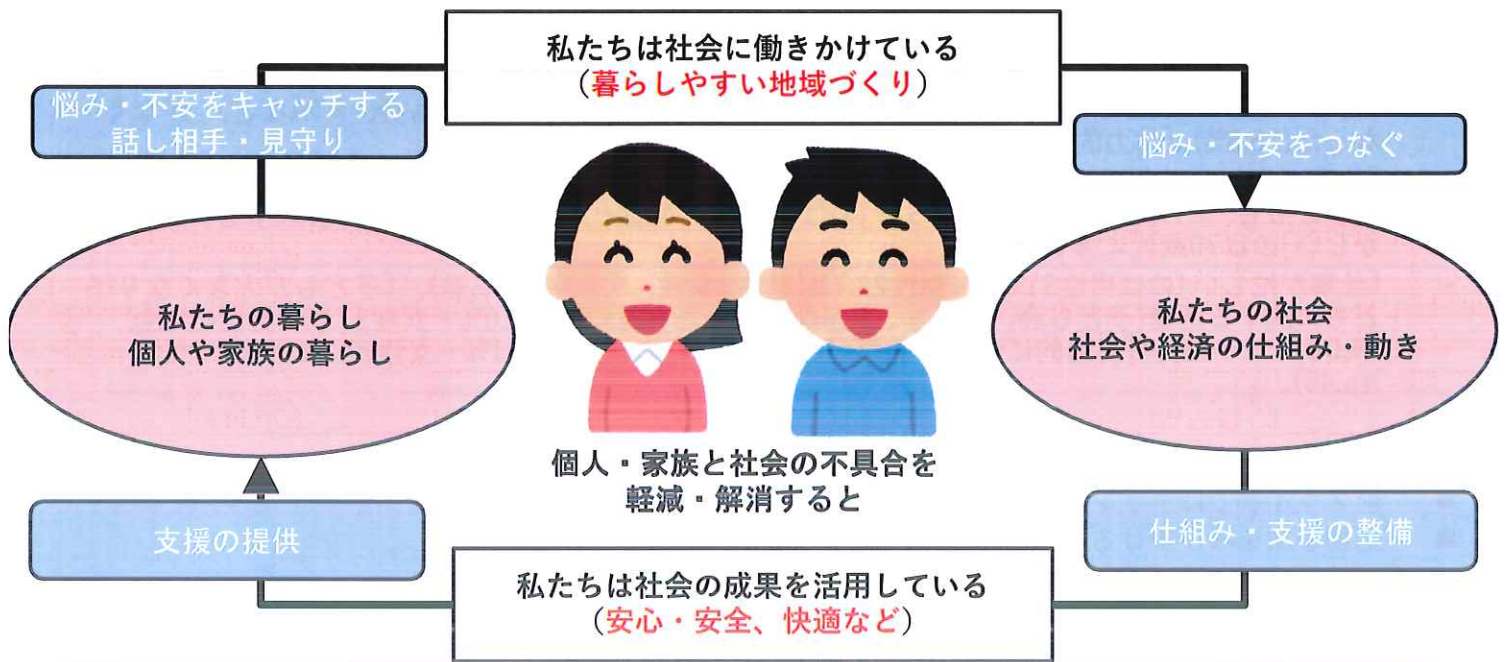 私たちは社会に働きかけている
(暮らしやすい地域づくり)
悩み・不安をキャッチする
話し相手・見守り
悩み・不安をつなぐ
私たちの暮らし
個人や家族の暮らし
私たちの社会
社会や経済の仕組み・動き
個人・家族と社会の不具合を
軽減・解消すると
支援の提供
仕組み・支援の整備
私たちは社会の成果を活用している
(安心・安全、快適など)